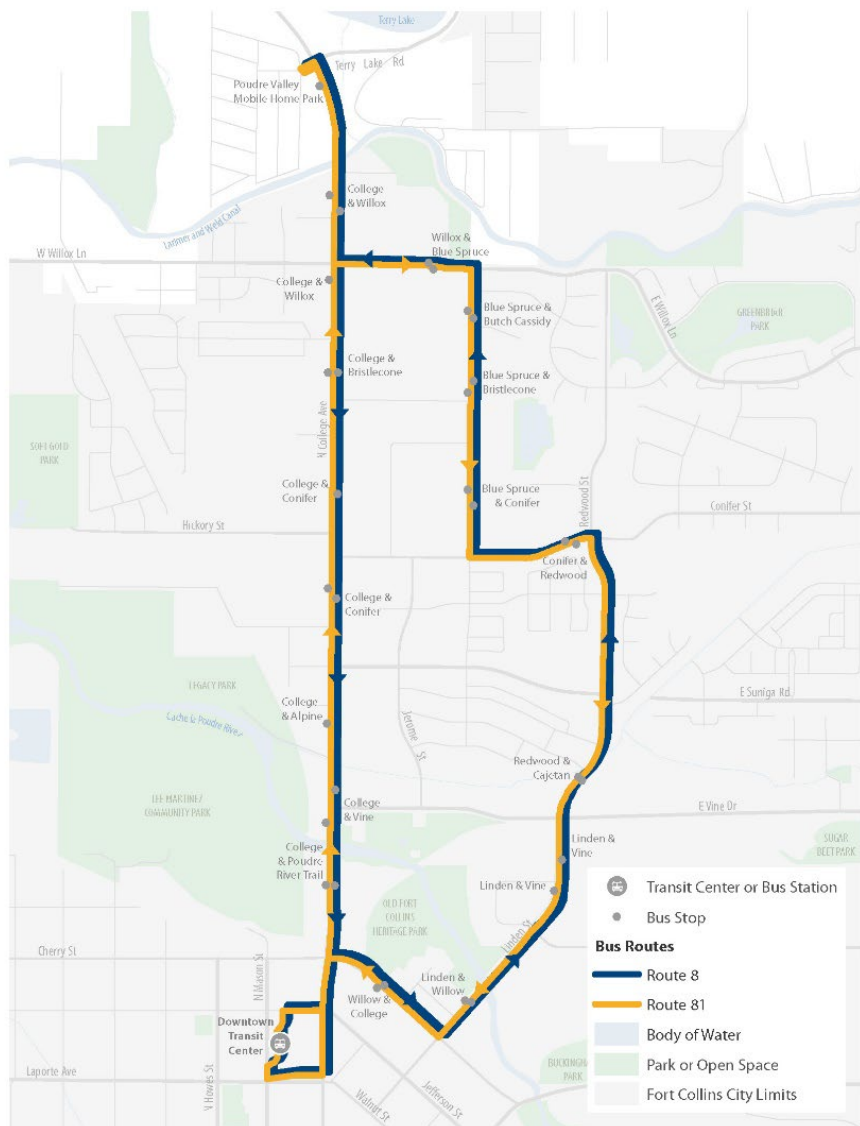 Terry Lake
Terry Lake Rd
Poudre Valley
Mobile Home Park
College
& Willox
Larimer and Weld Canal
W Willox Ln
Willox &
Blue Spruce
College &
Willox
Blue Spruce &
Butch Cassidy
E Willox Ln
GREENBRIAR
PARK
College &
Bristlecone
Blue Spruce &
Bristlecone
N College Ave
SOFT GOLD
PARK
College &
Conifer
Blue Spruce
& Conifer
Redwood St
Conifer St
Hickory St
Conifer &
Redwood
College &
Conifer
LEGACY PARK
E Suniga Rd
College
& Alpine
Jerome
St
Cache & Poudre River
Redwood &
Cajetan
LEE MARTINEZ
COMMUNITY PARK
College
& Vine
E Vine Dr
College
& Poudre
River Trail
Linden &
Vine
SUGAR
BEET PARK
Linden & Vine
OLD FORT
COLLINS
HERITAGE PARK
Linden St
Cherry St
N Mason St
Linden &
Willow
Willow &
College
Downtown
Transit
Center
Laporte Ave
N Howes St
Walnut St
Jefferson St
BUCKINGHAM
PARK
Transit Center or Bus Station
Bus Stop
Bus Routes
Route 8
Route 81
Body of Water
Park or Open Space
Fort Collins City Limits